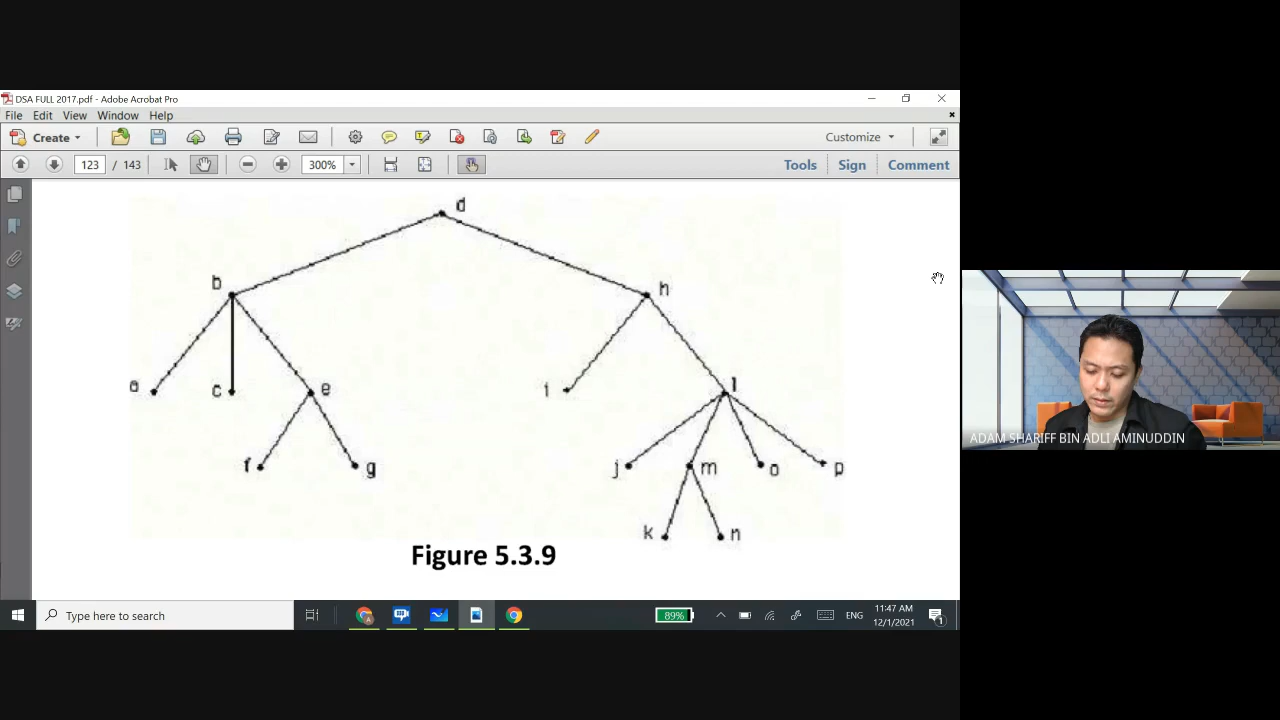 DSA FULL 2017.pdf - Adobe Acrobat Pro
File Edit View Window Help
Create Customize
123 / 143 300% Tools Sign Comment
d
b h
a c e i l
f g j m o p
k n
Figure 5.3.9
ADAM SHARIFF BIN ADLI AMINUDDIN
Type here to search 89% ENG 11:47 AM
12/1/2021
1